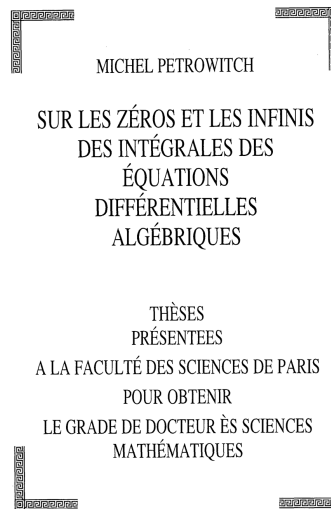 MICHEL PETROWITCH
SUR LES ZÉROS ET LES INFINIS
DES INTÉGRALES DES
ÉQUATIONS
DIFFÉRENTIELLES
ALGÉBRIQUES
THÈSES
PRÉSENTEES
A LA FACULTÉ DES SCIENCES DE PARIS
POUR OBTENIR
LE GRADE DE DOCTEUR ÈS SCIENCES
MATHÉMATIQUES